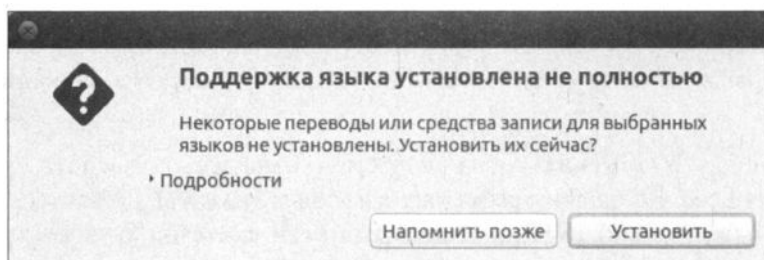 Поддержка языка установлена не полностью
Некоторые переводы или средства записи для выбранных
языков не установлены. Установить их сейчас?
Подробности
Напомнить позже
Установить